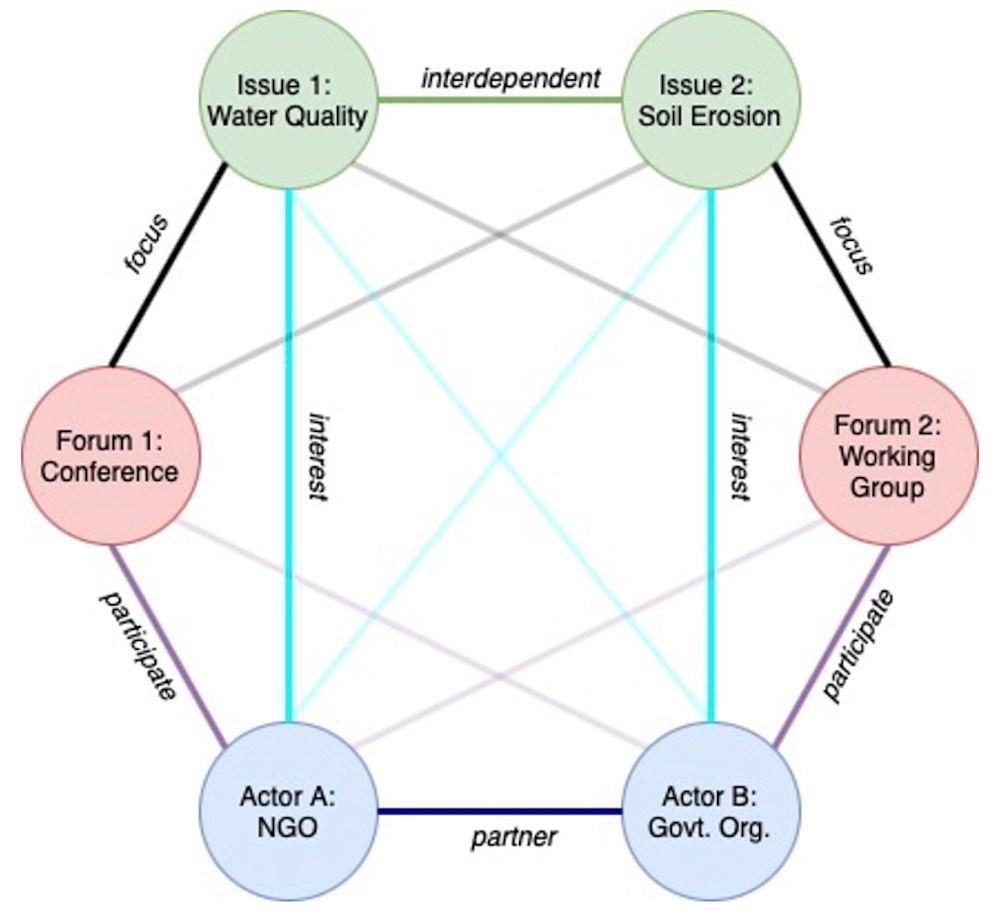 Issue 1:
Water Quality
interdependent
Issue 2:
Soil Erosion
focus
focus
Forum 1:
Conference
interest
interest
Forum 2:
Working
Group
participate
participate
Actor A:
NGO
partner
Actor B:
Govt. Org.